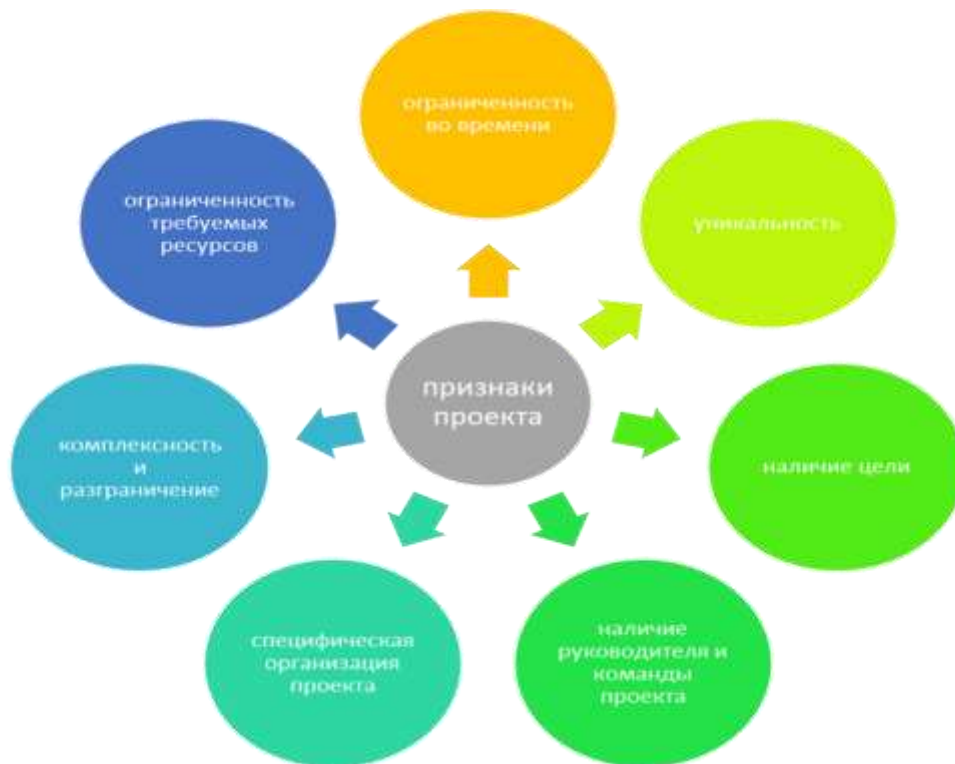 ограниченность
во времени
уникальность
наличие цели
наличие
руководителя и
команды
проекта
специфическая
организация
проекта
комплексность
и
разграничение
ограниченность
требуемых
ресурсов
признаки
проекта